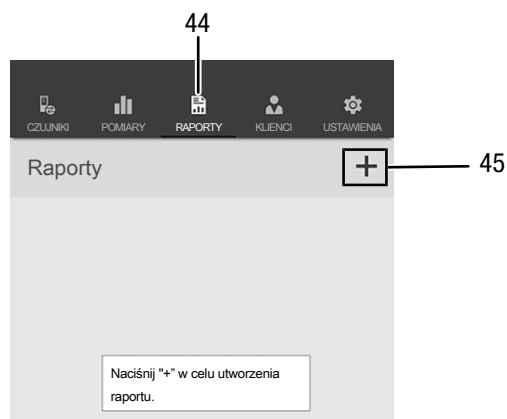 44
CZUJNIKI POMIARY RAPORTY KLIENCI USTAWIENIA
Raporty +
45
Naciśnij "+" w celu utworzenia
raportu.